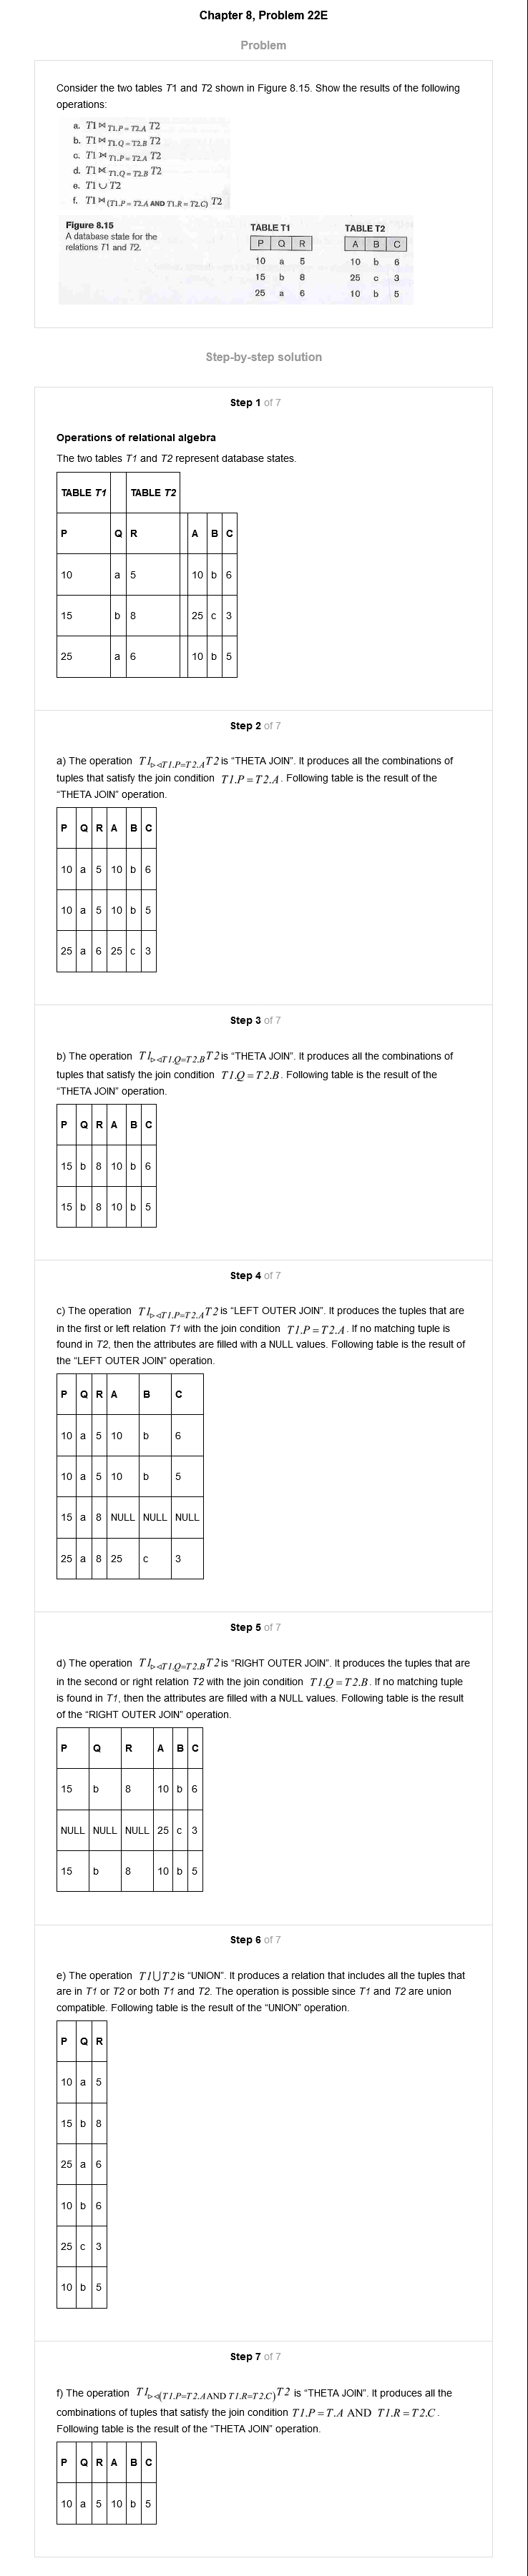 Chapter 8, Problem 22E
Problem
Consider the two tables T1 and T2 shown in Figure 8.15. Show the results of the following
operations:
a. T1 ⋈ T1.P = T2.A T2
b. T1 ⋈ T1.Q = T2.B T2
c. T1 ⟕ T1.P = T2.A T2
d. T1 ⟖ T1.Q = T2.B T2
e. T1 ∪ T2
f. T1 ⋈ (T1.P = T2.A AND T1.R = T2.C) T2
Figure 8.15
A database state for the
relations T1 and T2.
TABLE T1 TABLE T2
P Q R A B C
10 a 5 10 b 6
15 b 8 25 c 3
25 a 6 10 b 5
Step-by-step solution
Step 1 of 7
Operations of relational algebra
The two tables T1 and T2 represent database states.
TABLE T1 TABLE T2
P Q R A B C
10 a 5 10 b 6
15 b 8 25 c 3
25 a 6 10 b 5
Step 2 of 7
a) The operation T1▹◃T1.P=T2.A T2 is “THETA JOIN”. It produces all the combinations of
tuples that satisfy the join condition T1.P = T2.A. Following table is the result of the
“THETA JOIN” operation.
P Q R A B C
10 a 5 10 b 6
10 a 5 10 b 5
25 a 6 25 c 3
Step 3 of 7
b) The operation T1▹◃T1.Q=T2.B T2 is “THETA JOIN”. It produces all the combinations of
tuples that satisfy the join condition T1.Q = T2.B. Following table is the result of the
“THETA JOIN” operation.
P Q R A B C
15 b 8 10 b 6
15 b 8 10 b 5
Step 4 of 7
c) The operation T1▹◃T1.P=T2.A T2 is “LEFT OUTER JOIN”. It produces the tuples that are
in the first or left relation T1 with the join condition T1.P = T2.A. If no matching tuple is
found in T2, then the attributes are filled with a NULL values. Following table is the result of
the “LEFT OUTER JOIN” operation.
P Q R A B C
10 a 5 10 b 6
10 a 5 10 b 5
15 a 8 NULL NULL NULL
25 a 8 25 c 3
Step 5 of 7
d) The operation T1▹◃T1.Q=T2.B T2 is “RIGHT OUTER JOIN”. It produces the tuples that are
in the second or right relation T2 with the join condition T1.Q = T2.B. If no matching tuple
is found in T1, then the attributes are filled with a NULL values. Following table is the result
of the “RIGHT OUTER JOIN” operation.
P Q R A B C
15 b 8 10 b 6
NULL NULL NULL 25 c 3
15 b 8 10 b 5
Step 6 of 7
e) The operation T1⋃T2 is “UNION”. It produces a relation that includes all the tuples that
are in T1 or T2 or both T1 and T2. The operation is possible since T1 and T2 are union
compatible. Following table is the result of the “UNION” operation.
P Q R
10 a 5
15 b 8
25 a 6
10 b 6
25 c 3
10 b 5
Step 7 of 7
f) The operation T1▹◃(T1.P=T2.A AND T1.R=T2.C) T2 is “THETA JOIN”. It produces all the
combinations of tuples that satisfy the join condition T1.P = T.A AND T1.R = T2.C.
Following table is the result of the “THETA JOIN” operation.
P Q R A B C
10 a 5 10 b 5